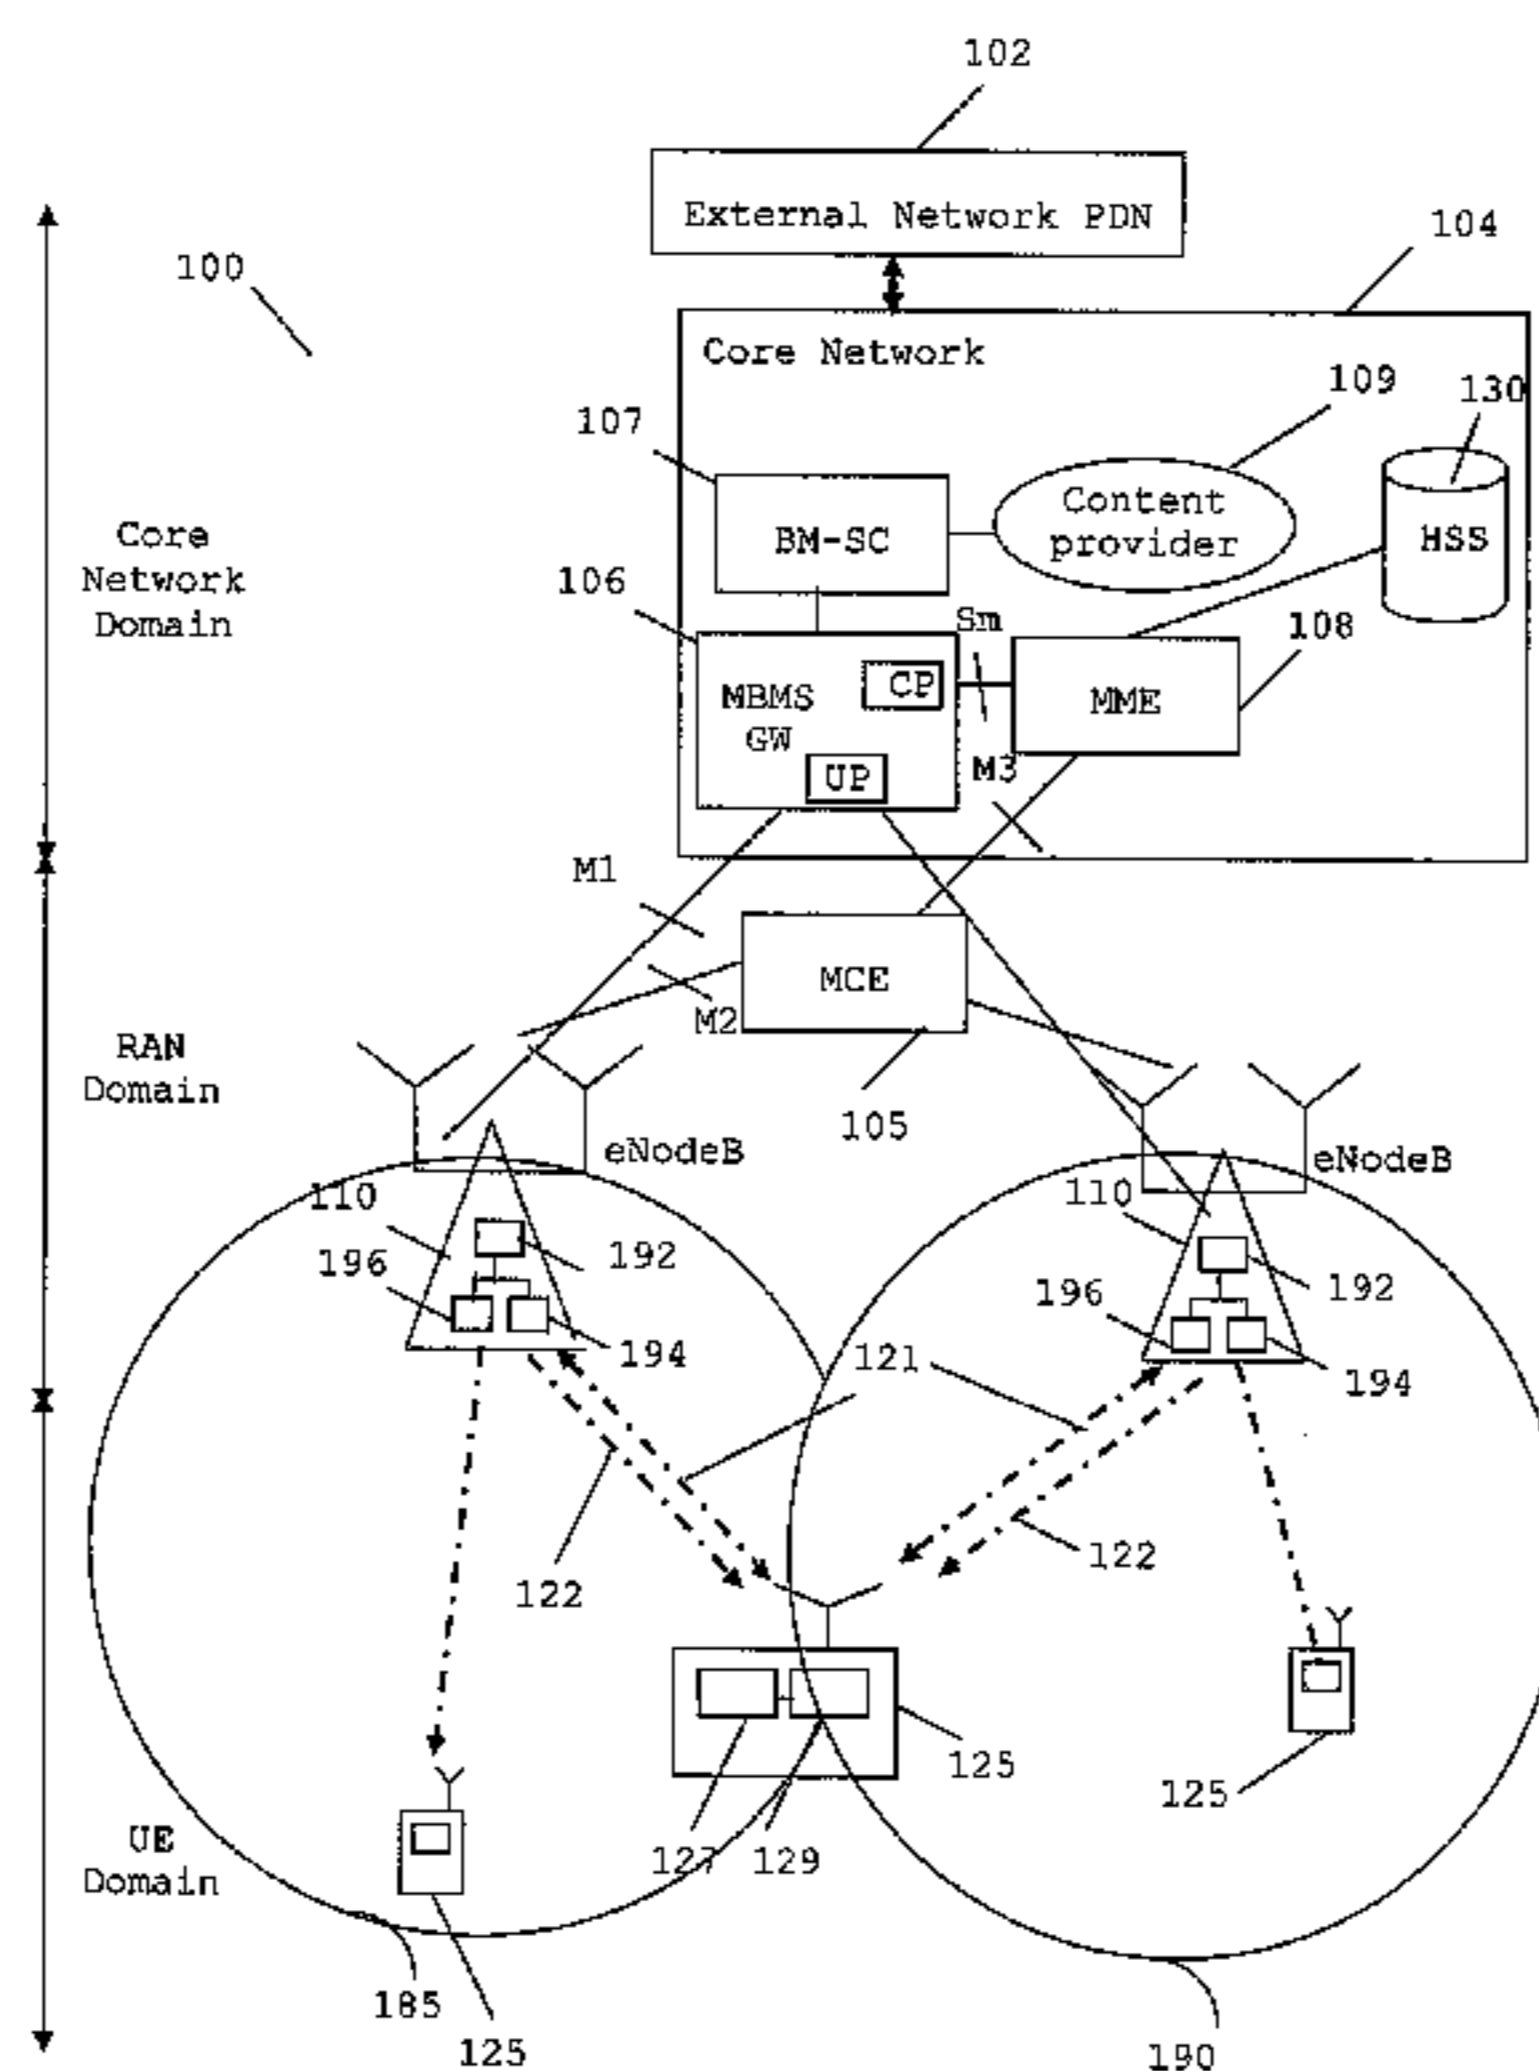 102
External Network PDN
104
100
Core Network
109
130
107
Content
provider
BM-SC
HSS
Core
Network
Domain
106
Sm
108
CP
MBMS
GW
MME
UP
M3
M1
MCE
M2
RAN
Domain
105
eNodeB
eNodeB
110
110
192
196
192
196
194
121
194
122
122
125
125
127
129
UE
Domain
185
125
190